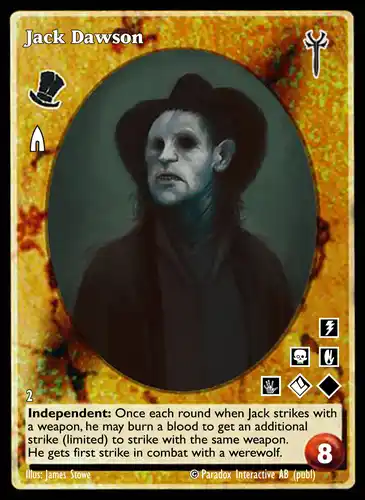 Jack Dawson
2
Independent: Once each round when Jack strikes with
a weapon, he may burn a blood to get an additional
strike (limited) to strike with the same weapon.
He gets first strike in combat with a werewolf.
8
Illus: James Stowe
© Paradox Interactive AB (publ)